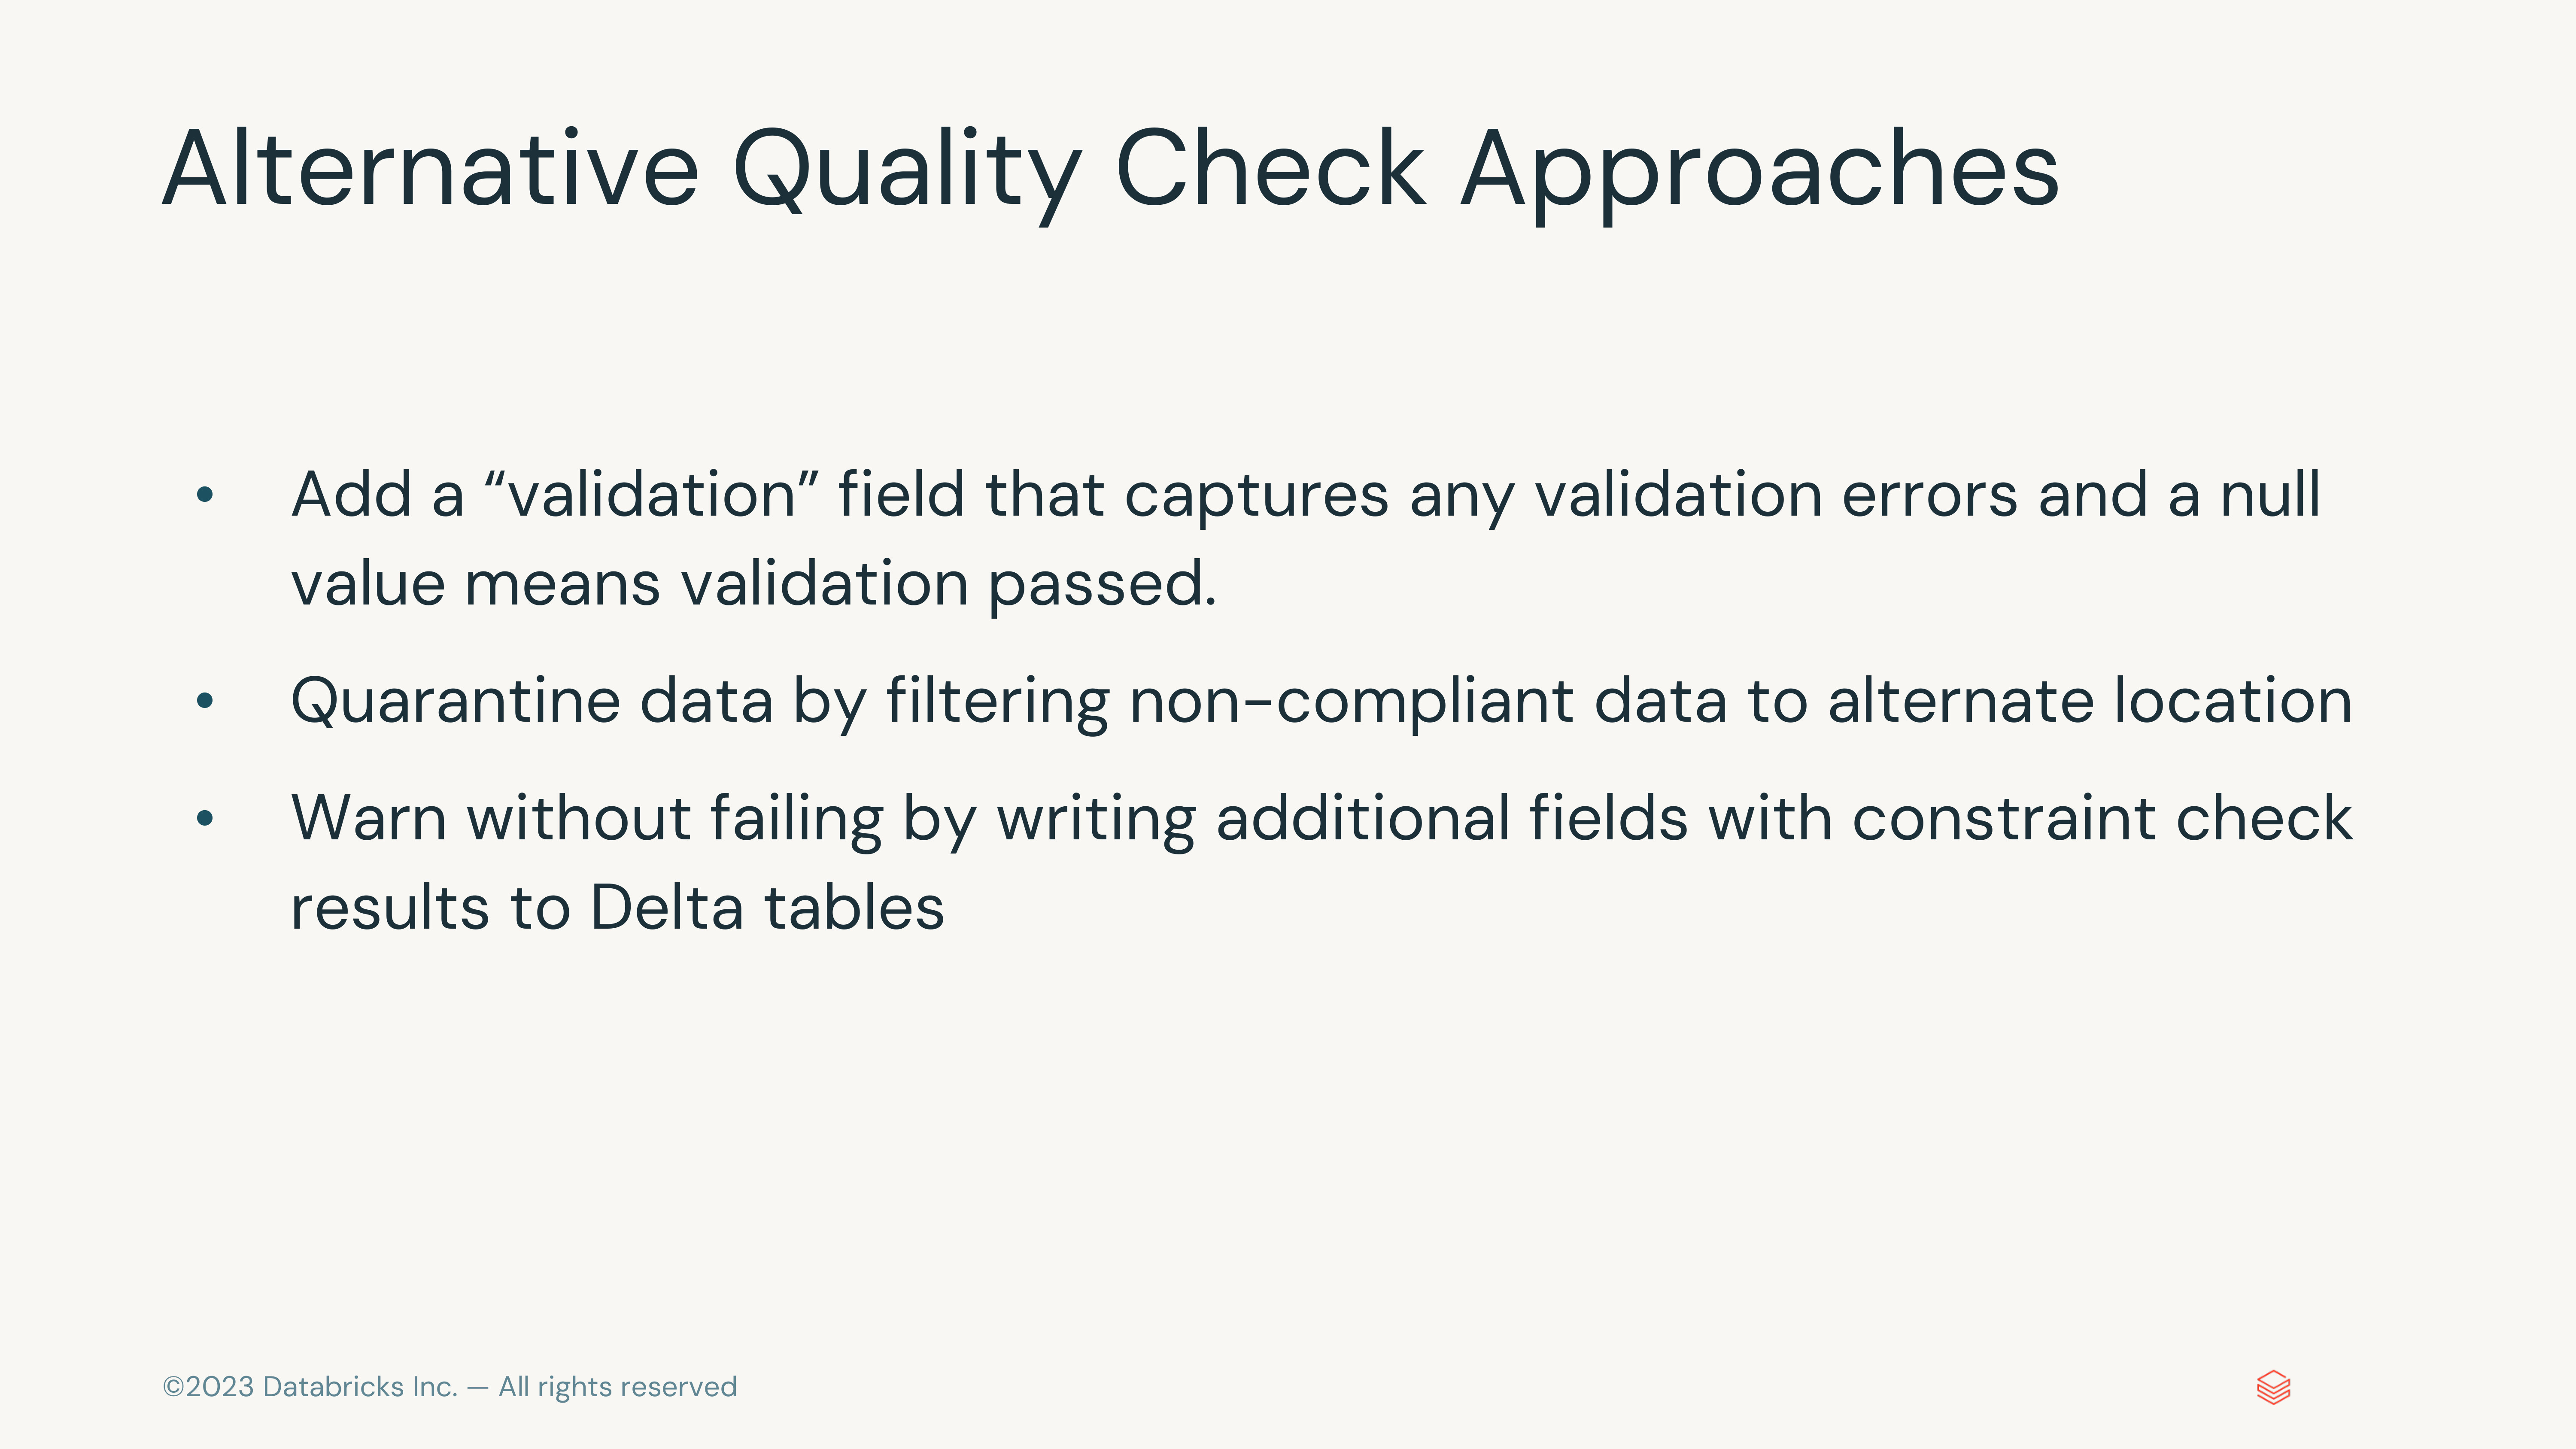 Alternative Quality Check Approaches
• Add a “validation” field that captures any validation errors and a null
value means validation passed.
• Quarantine data by filtering non-compliant data to alternate location
• Warn without failing by writing additional fields with constraint check
results to Delta tables
©2023 Databricks Inc. — All rights reserved